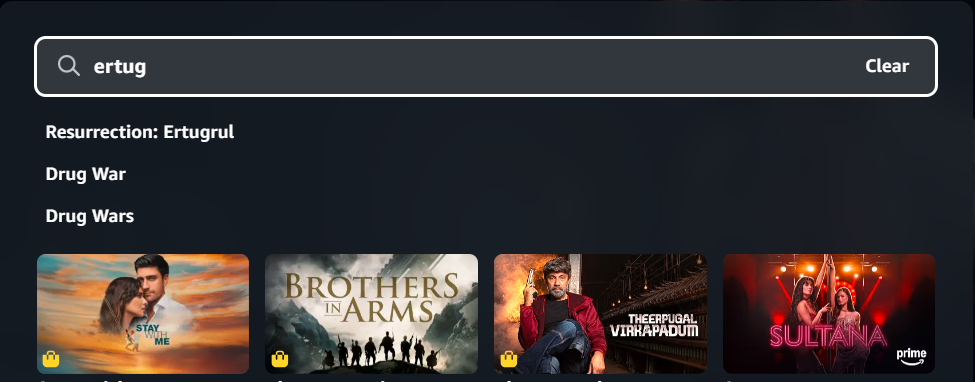 ertug
Clear
Resurrection: Ertugrul
Drug War
Drug Wars
STAY
WITH
ME
BROTHERS
IN ARMS
THEERPUGAL
VIRKAPADUM
SULTANA
prime